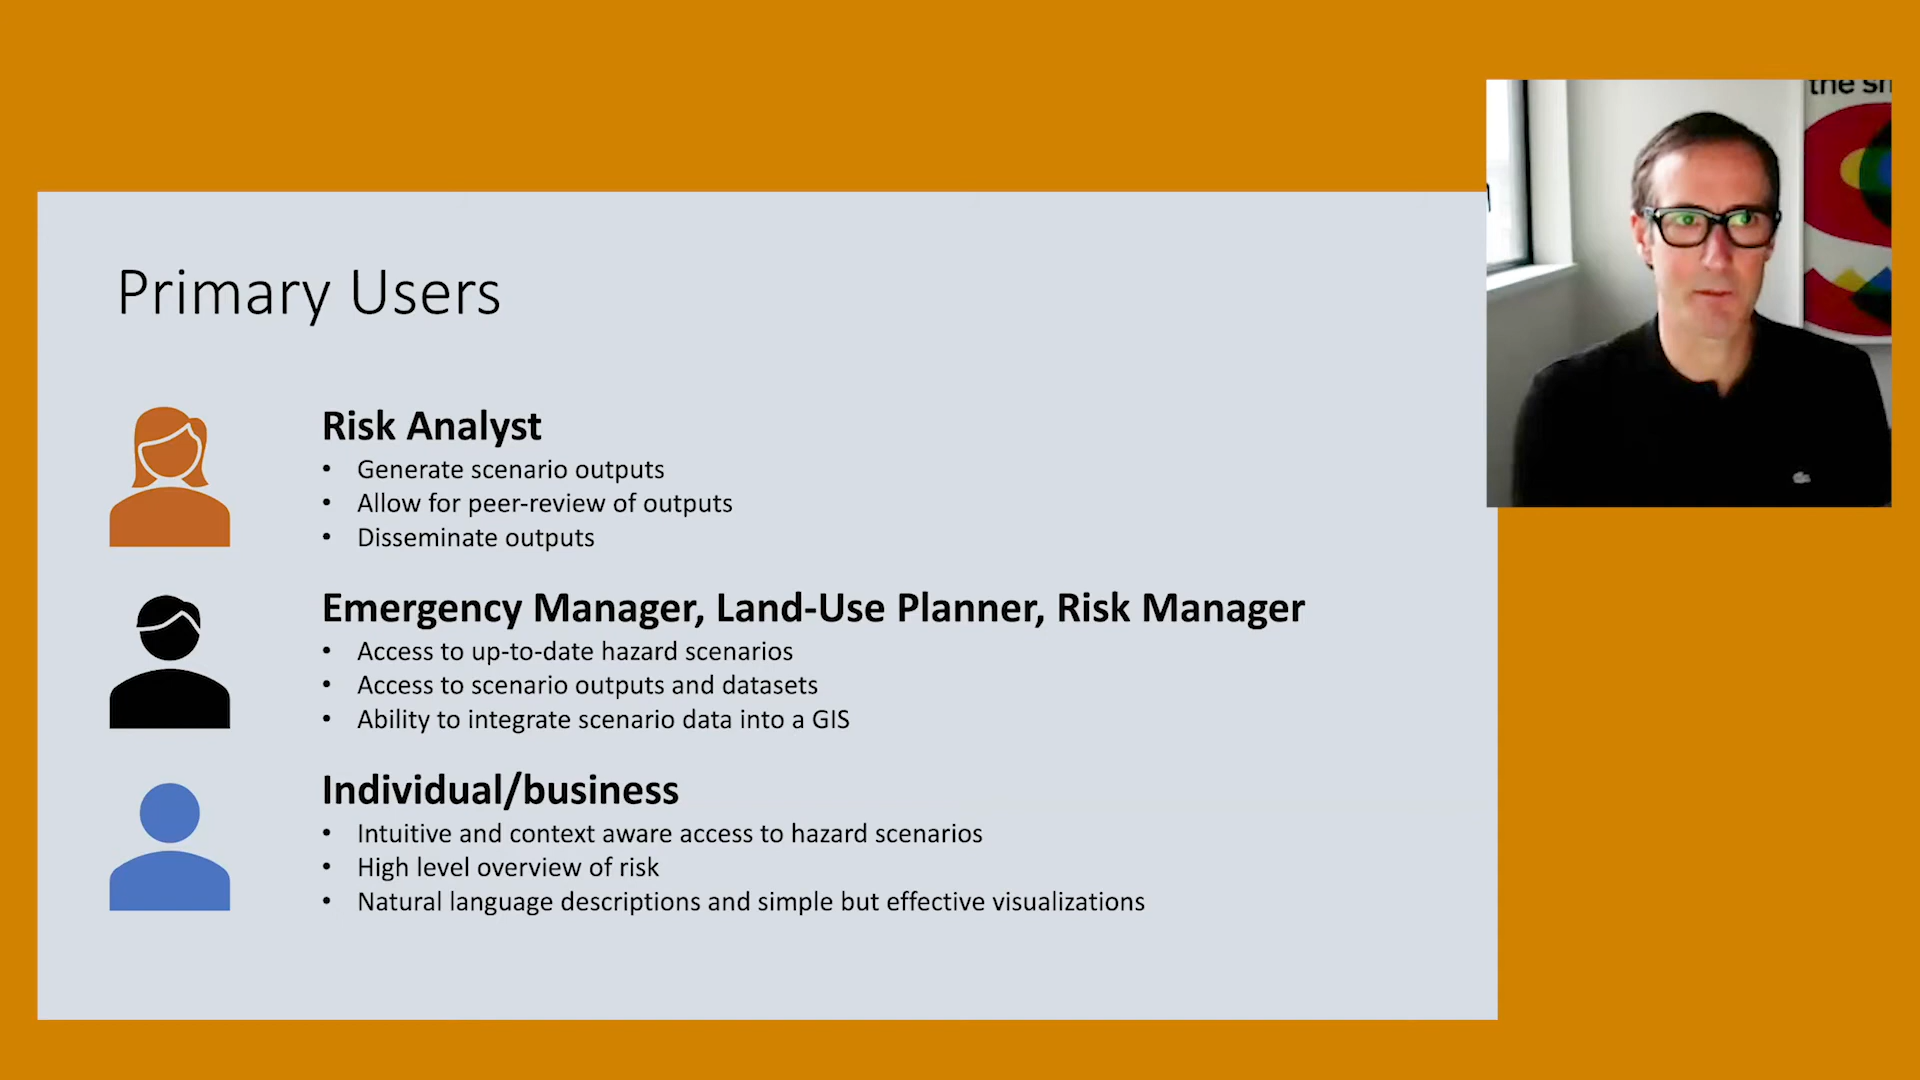 the
Primary Users
Risk Analyst
• Generate scenario outputs
• Allow for peer-review of outputs
• Disseminate outputs
Emergency Manager, Land-Use Planner, Risk Manager
• Access to up-to-date hazard scenarios
• Access to scenario outputs and datasets
• Ability to integrate scenario data into a GIS
Individual/business
• Intuitive and context aware access to hazard scenarios
• High level overview of risk
• Natural language descriptions and simple but effective visualizations